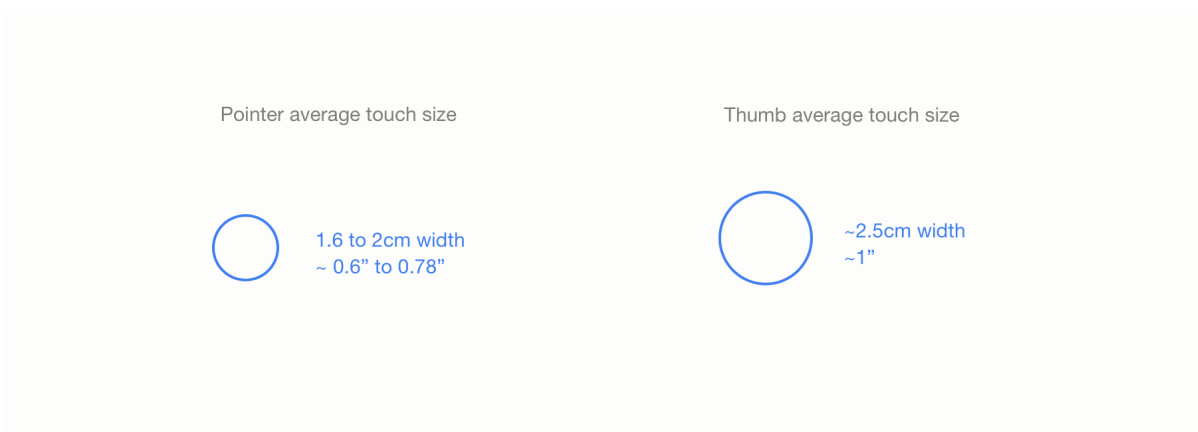 Pointer average touch size
1.6 to 2cm width
~ 0.6” to 0.78”
Thumb average touch size
~2.5cm width
~1”